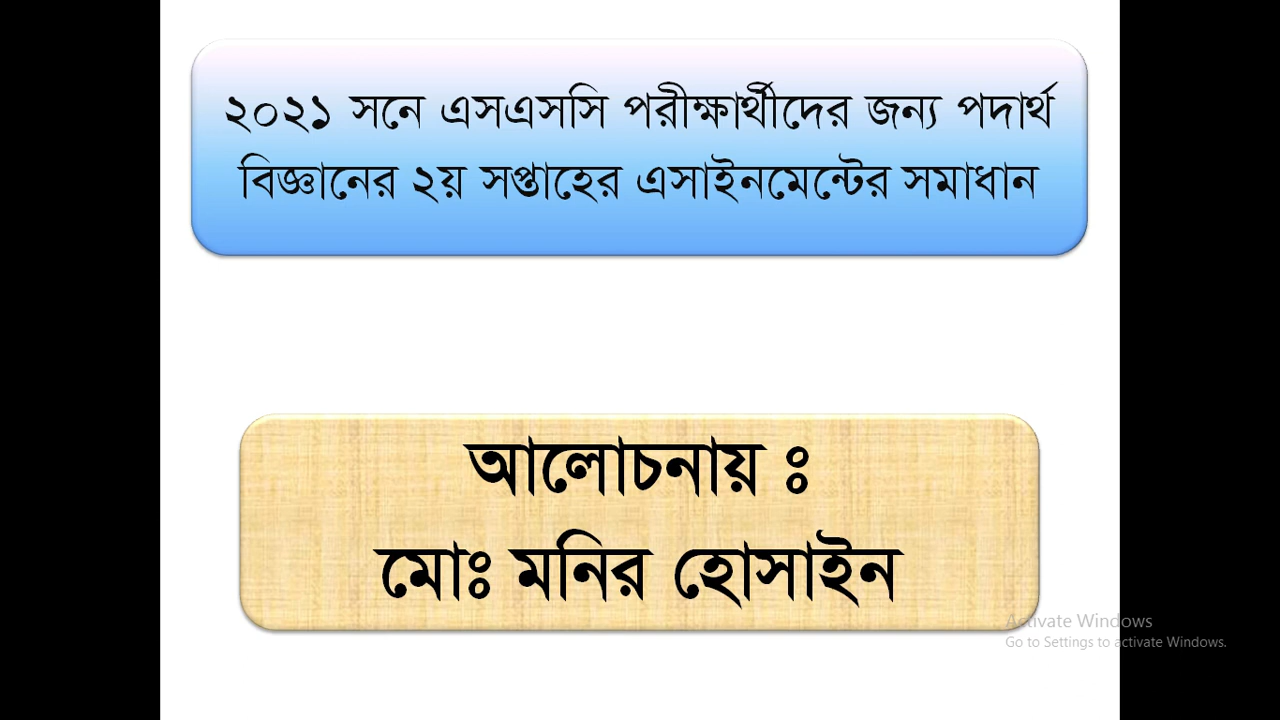 ২০২১ সনে এসএসসি পরীক্ষার্থীদের জন্য পদার্থ
বিজ্ঞানের ২য় সপ্তাহের এসাইনমেন্টের সমাধান
আলোচনায় ঃ
মোঃ মনির হোসাইন
Activate Windows
Go to Settings to activate Windows.